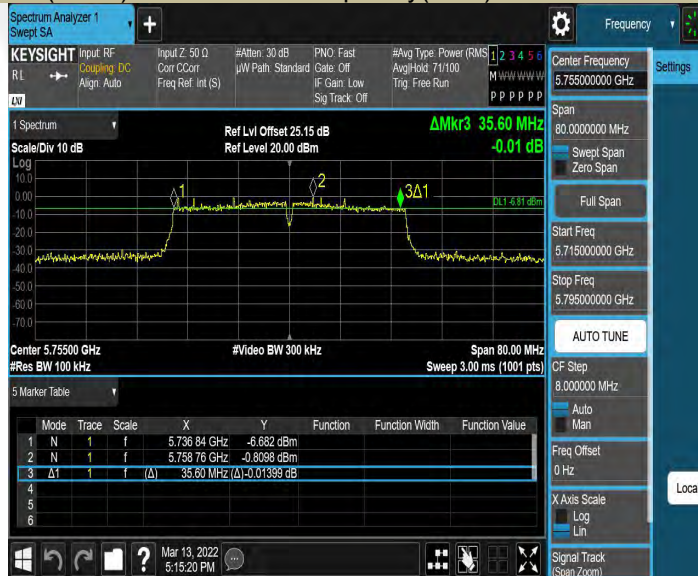 Spectrum Analyzer 1
Swept SA
Frequency
KEYSIGHT
RL
LXI
Input: RF
Coupling: DC
Align: Auto
Input Z: 50 Ω
Corr CCorr
Freq Ref: Int (S)
#Atten: 30 dB
µW Path: Standard
PNO: Fast
Gate: Off
IF Gain: Low
Sig Track: Off
#Avg Type: Power (RMS
Avg|Hold: 71/100
Trig: Free Run
1 2 3 4 5 6
M W W W W W
P P P P P P
1 Spectrum
Scale/Div 10 dB
Ref Lvl Offset 25.15 dB
Ref Level 20.00 dBm
ΔMkr3 35.60 MHz
-0.01 dB
Log
10.0
0.00
-10.0
-20.0
-30.0
-40.0
-50.0
-60.0
-70.0
1
2
3Δ1
DL1 -6.81 dBm
Center 5.75500 GHz
#Res BW 100 kHz
#Video BW 300 kHz
Span 80.00 MHz
Sweep 3.00 ms (1001 pts)
5 Marker Table
Mode Trace Scale X Y Function Function Width Function Value
1 N 1 f 5.736 84 GHz -6.682 dBm
2 N 1 f 5.758 76 GHz -0.8098 dBm
3 Δ1 1 f (Δ) 35.60 MHz (Δ) -0.01399 dB
4
5
6
Mar 13, 2022
5:15:20 PM
Center Frequency
5.755000000 GHz
Settings
Span
80.0000000 MHz
Swept Span
Zero Span
Full Span
Start Freq
5.715000000 GHz
Stop Freq
5.795000000 GHz
AUTO TUNE
CF Step
8.000000 MHz
Auto
Man
Freq Offset
0 Hz
X Axis Scale
Log
Lin
Signal Track
(Span Zoom)
Loca